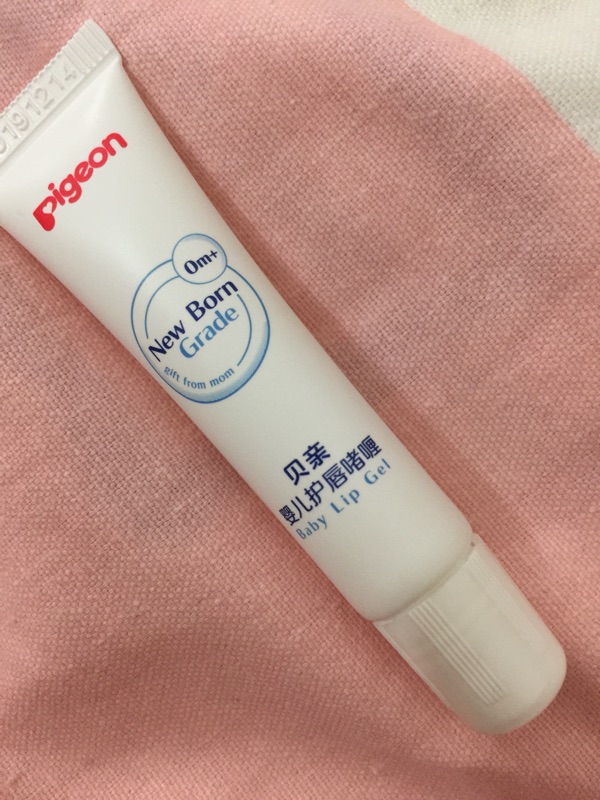 20191214
pigeon
0m+
New Born
Grade
gift from mom
贝亲
婴儿护唇啫喱
Baby Lip Gel